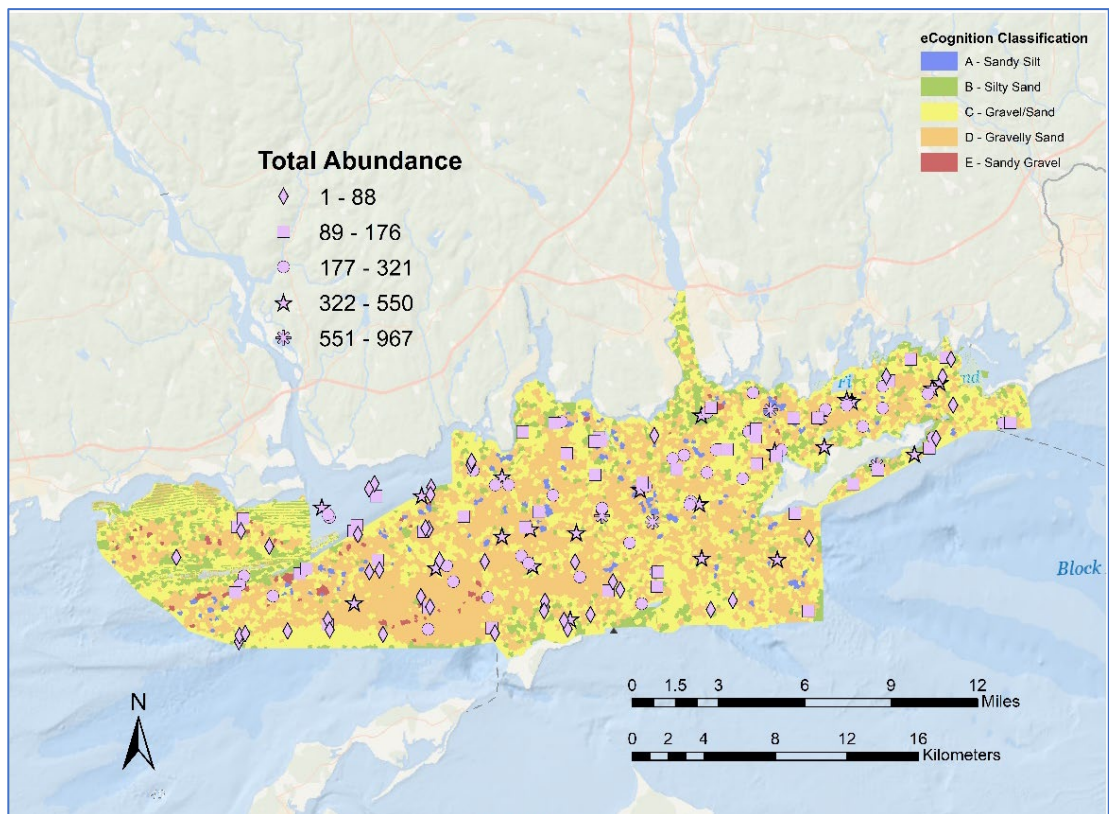 eCognition Classification
A - Sandy Silt
B - Silty Sand
C - Gravel/Sand
D - Gravelly Sand
E - Sandy Gravel
Total Abundance
1 - 88
89 - 176
177 - 321
322 - 550
551 - 967
ri
nd
Block
N
0 1.5 3 6 9 12
Miles
0 2 4 8 12 16
Kilometers